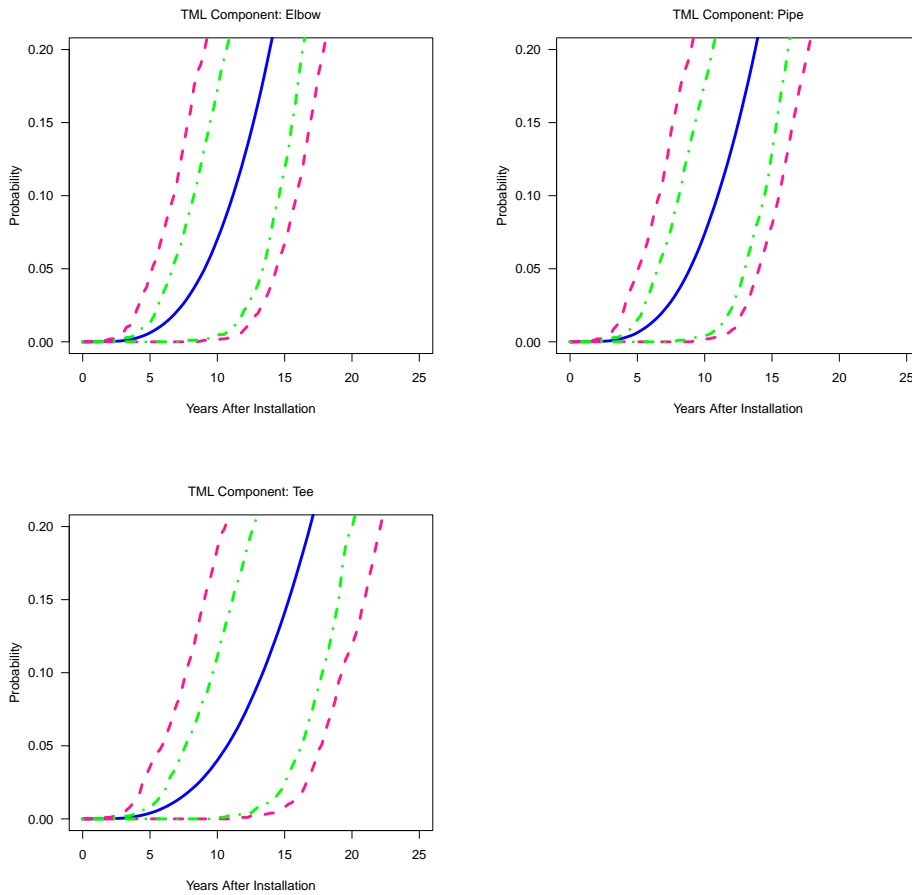 TML Component: Elbow
0.20
0.15
0.10
0.05
0.00
Probability
0 5 10 15 20 25
Years After Installation
TML Component: Pipe
0.20
0.15
0.10
0.05
0.00
Probability
0 5 10 15 20 25
Years After Installation
TML Component: Tee
0.20
0.15
0.10
0.05
0.00
Probability
0 5 10 15 20 25
Years After Installation